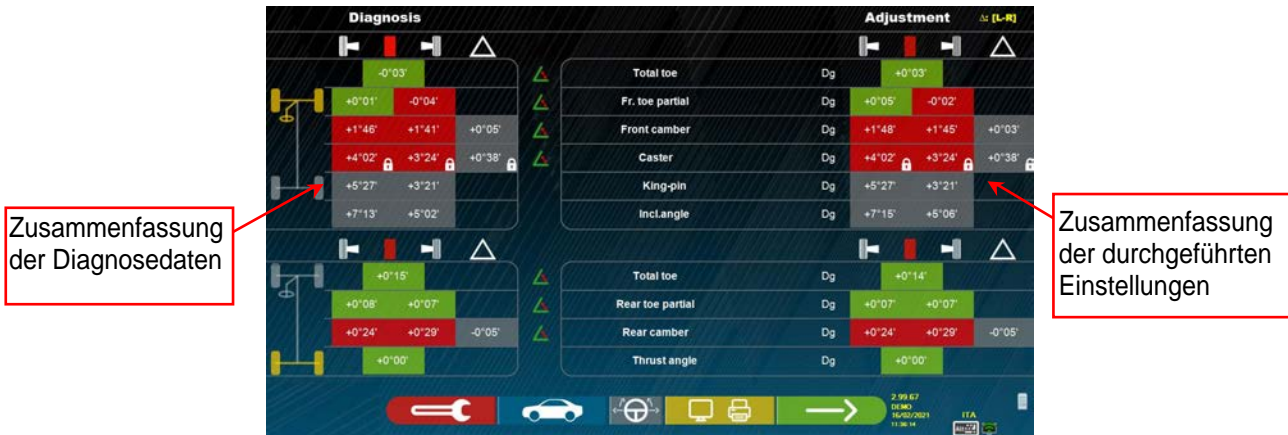 Diagnosis Adjustment Δ: [L-R]
-0°03' Total toe Dg +0°03'
+0°01' -0°04' Fr. toe partial Dg +0°05' -0°02'
+1°46' +1°41' +0°05' Front camber Dg +1°48' +1°45' +0°03'
+4°02' +3°24' +0°38' Caster Dg +4°02' +3°24' +0°38'
+5°27' +3°21' King-pin Dg +5°27' +3°21'
+7°13' +5°02' Incl.angle Dg +7°15' +5°06'
Zusammenfassung
der Diagnosedaten
Zusammenfassung
der durchgeführten
Einstellungen
+0°15' Total toe Dg +0°14'
+0°08' +0°07' Rear toe partial Dg +0°07' +0°07'
+0°24' +0°29' -0°05' Rear camber Dg +0°24' +0°29' -0°05'
+0°00' Thrust angle Dg +0°00'
2.99.67
DEMO
16/02/2021
11:36:14
ITA